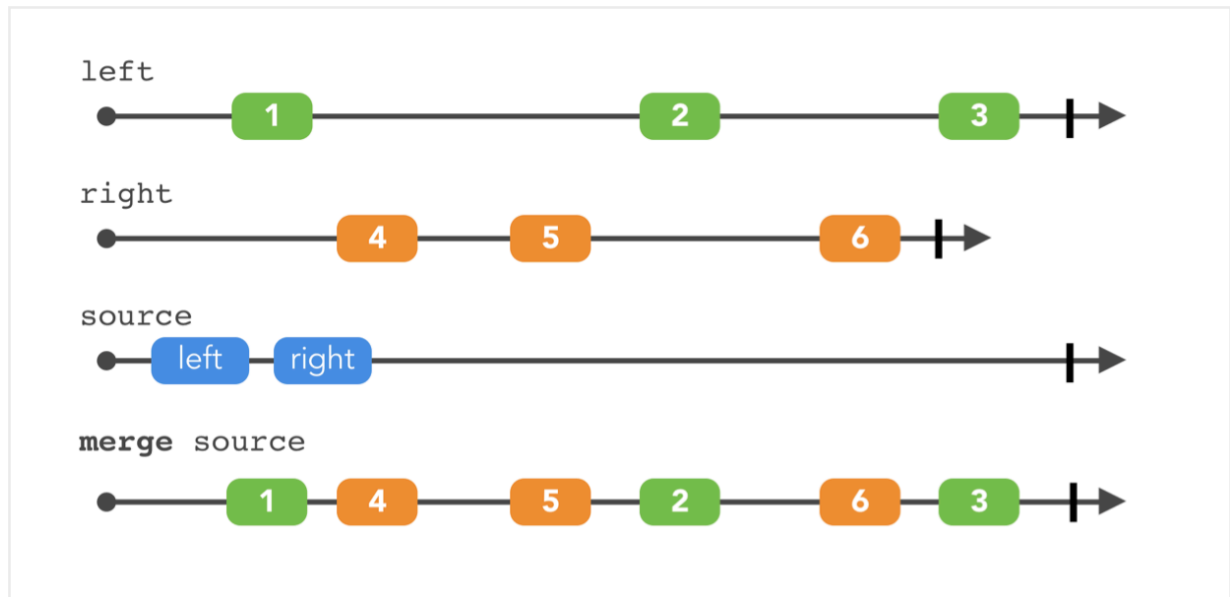 left
1 2 3
right
4 5 6
source
left right
merge source
1 4 5 2 6 3